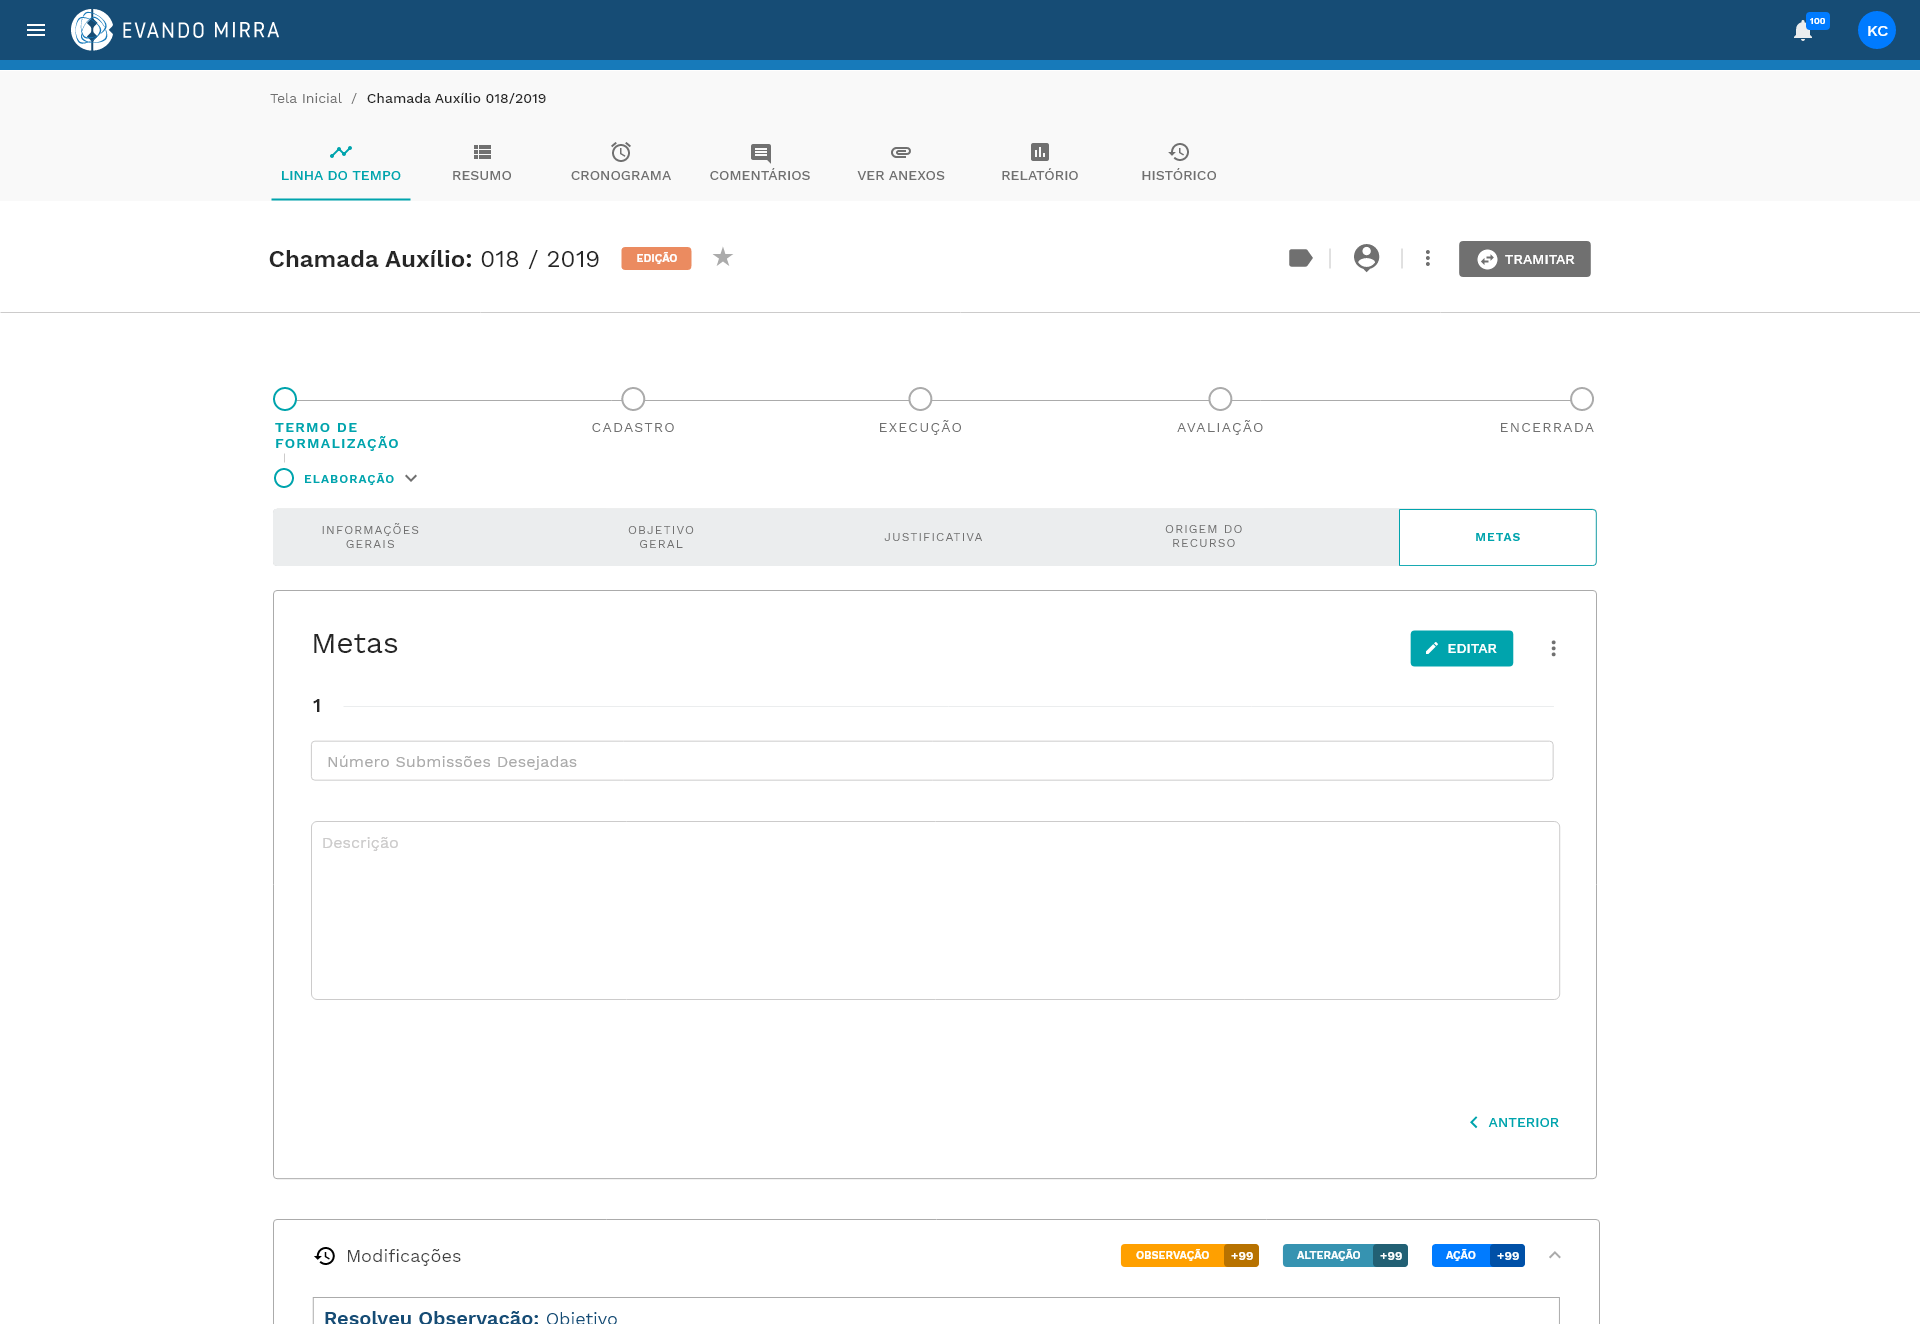 EVANDO MIRRA
100
KC
Tela Inicial / Chamada Auxílio 018/2019
LINHA DO TEMPO
RESUMO
CRONOGRAMA
COMENTÁRIOS
VER ANEXOS
RELATÓRIO
HISTÓRICO
Chamada Auxílio: 018 / 2019
EDIÇÃO
TRAMITAR
TERMO DE
FORMALIZAÇÃO
CADASTRO
EXECUÇÃO
AVALIAÇÃO
ENCERRADA
ELABORAÇÃO
INFORMAÇÕES
GERAIS
OBJETIVO
GERAL
JUSTIFICATIVA
ORIGEM DO
RECURSO
METAS
Metas
EDITAR
1
Número Submissões Desejadas
Descrição
ANTERIOR
Modificações
OBSERVAÇÃO +99
ALTERAÇÃO +99
AÇÃO +99
Resolveu Observação: Objetivo